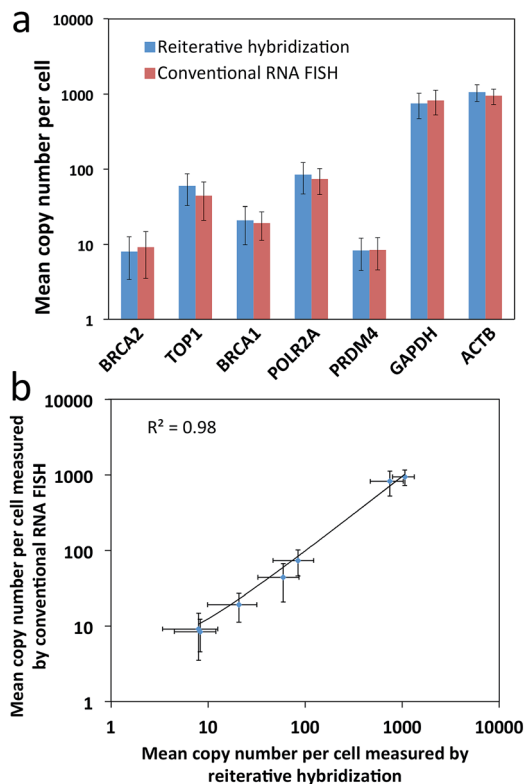 a
10000
1000
100
10
1
Mean copy number per cell
Reiterative hybridization
Conventional RNA FISH
BRCA2
TOP1
BRCA1
POLR2A
PRDM4
GAPDH
ACTB
b
10000
1000
100
10
1
Mean copy number per cell measured
by conventional RNA FISH
R² = 0.98
1
10
100
1000
10000
Mean copy number per cell measured by
reiterative hybridization